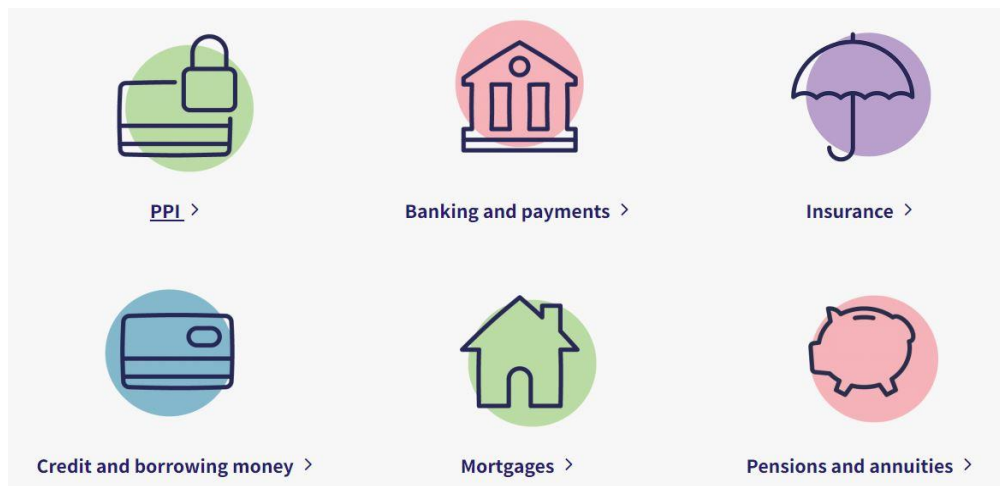 PPI >
Banking and payments >
Insurance >
Credit and borrowing money >
Mortgages >
Pensions and annuities >